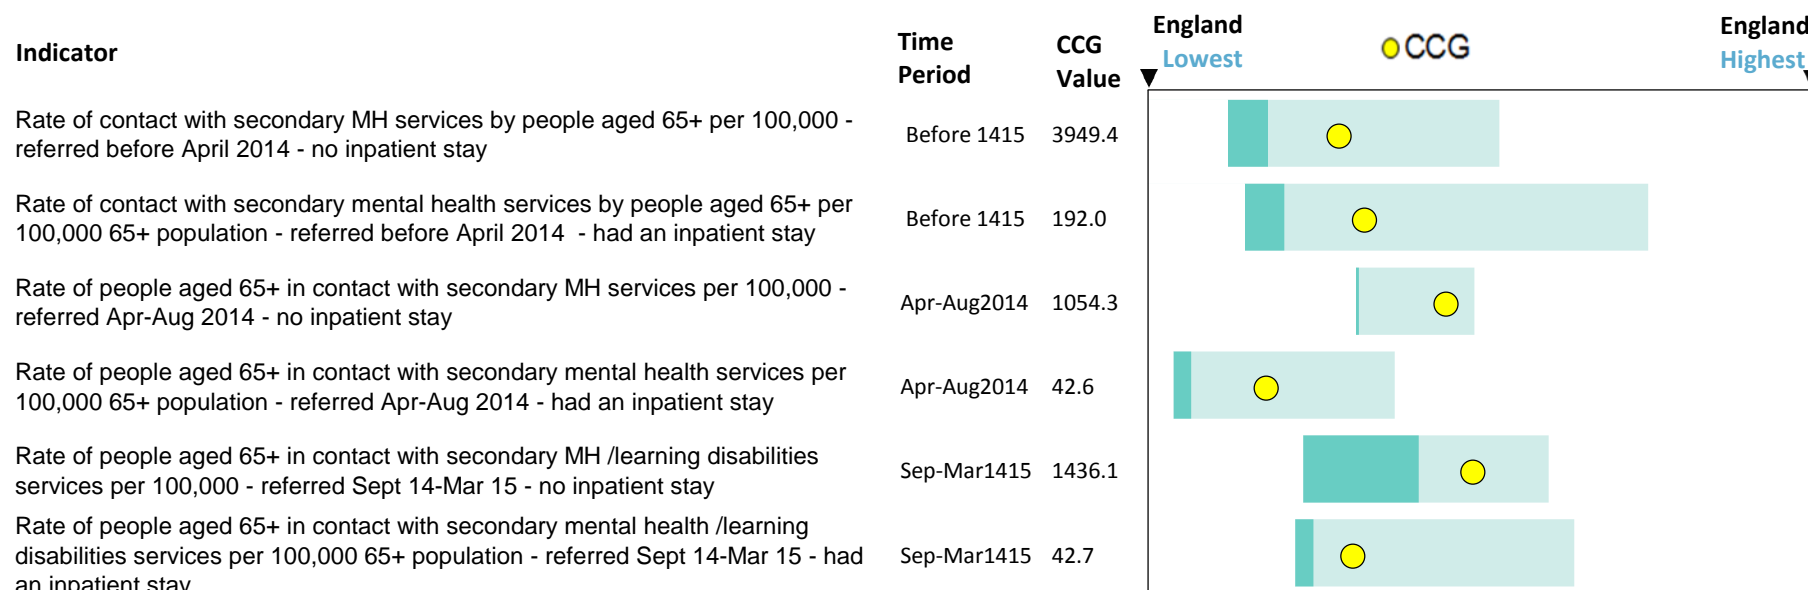 Indicator
Time Period
CCG Value
England Lowest
CCG
England Highest
Rate of contact with secondary MH services by people aged 65+ per 100,000 -
referred before April 2014 - no inpatient stay
Before 1415
3949.4
Rate of contact with secondary mental health services by people aged 65+ per
100,000 65+ population - referred before April 2014  - had an inpatient stay
Before 1415
192.0
Rate of people aged 65+ in contact with secondary MH services per 100,000 -
referred Apr-Aug 2014 - no inpatient stay
Apr-Aug2014
1054.3
Rate of people aged 65+ in contact with secondary mental health services per
100,000 65+ population - referred Apr-Aug 2014 - had an inpatient stay
Apr-Aug2014
42.6
Rate of people aged 65+ in contact with secondary MH /learning disabilities
services per 100,000 - referred Sept 14-Mar 15 - no inpatient stay
Sep-Mar1415
1436.1
Rate of people aged 65+ in contact with secondary mental health /learning
disabilities services per 100,000 65+ population - referred Sept 14-Mar 15 - had
an inpatient stay
Sep-Mar1415
42.7